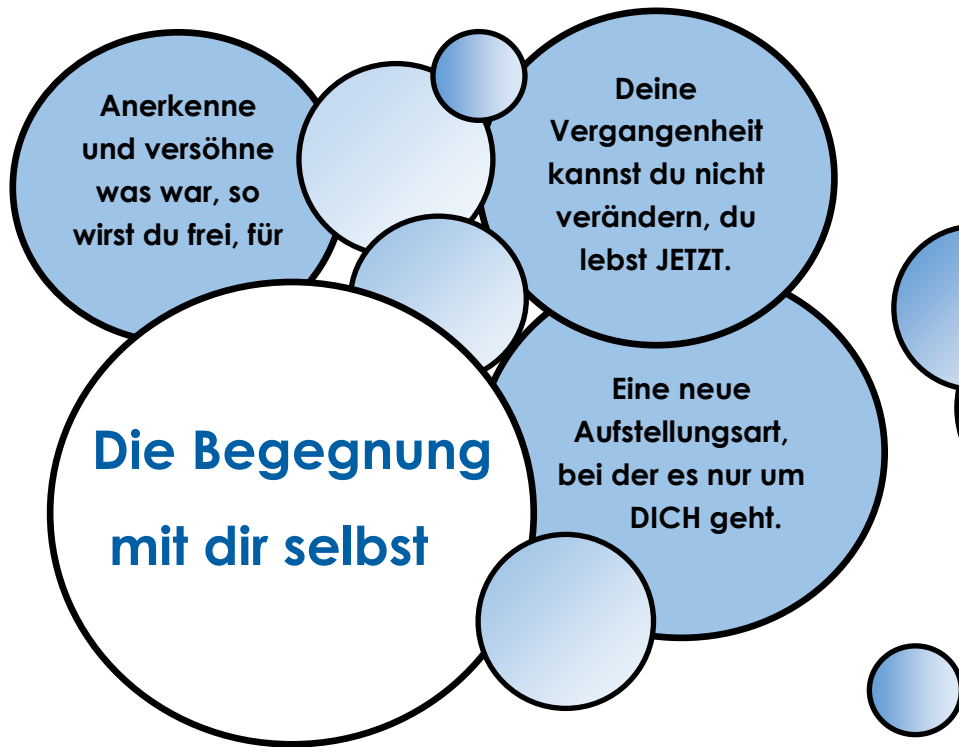 Anerkenne
und versöhne
was war, so
wirst du frei, für
Deine
Vergangenheit
kannst du nicht
verändern, du
lebst JETZT.
Eine neue
Aufstellungsart,
bei der es nur um
DICH geht.
Die Begegnung
mit dir selbst